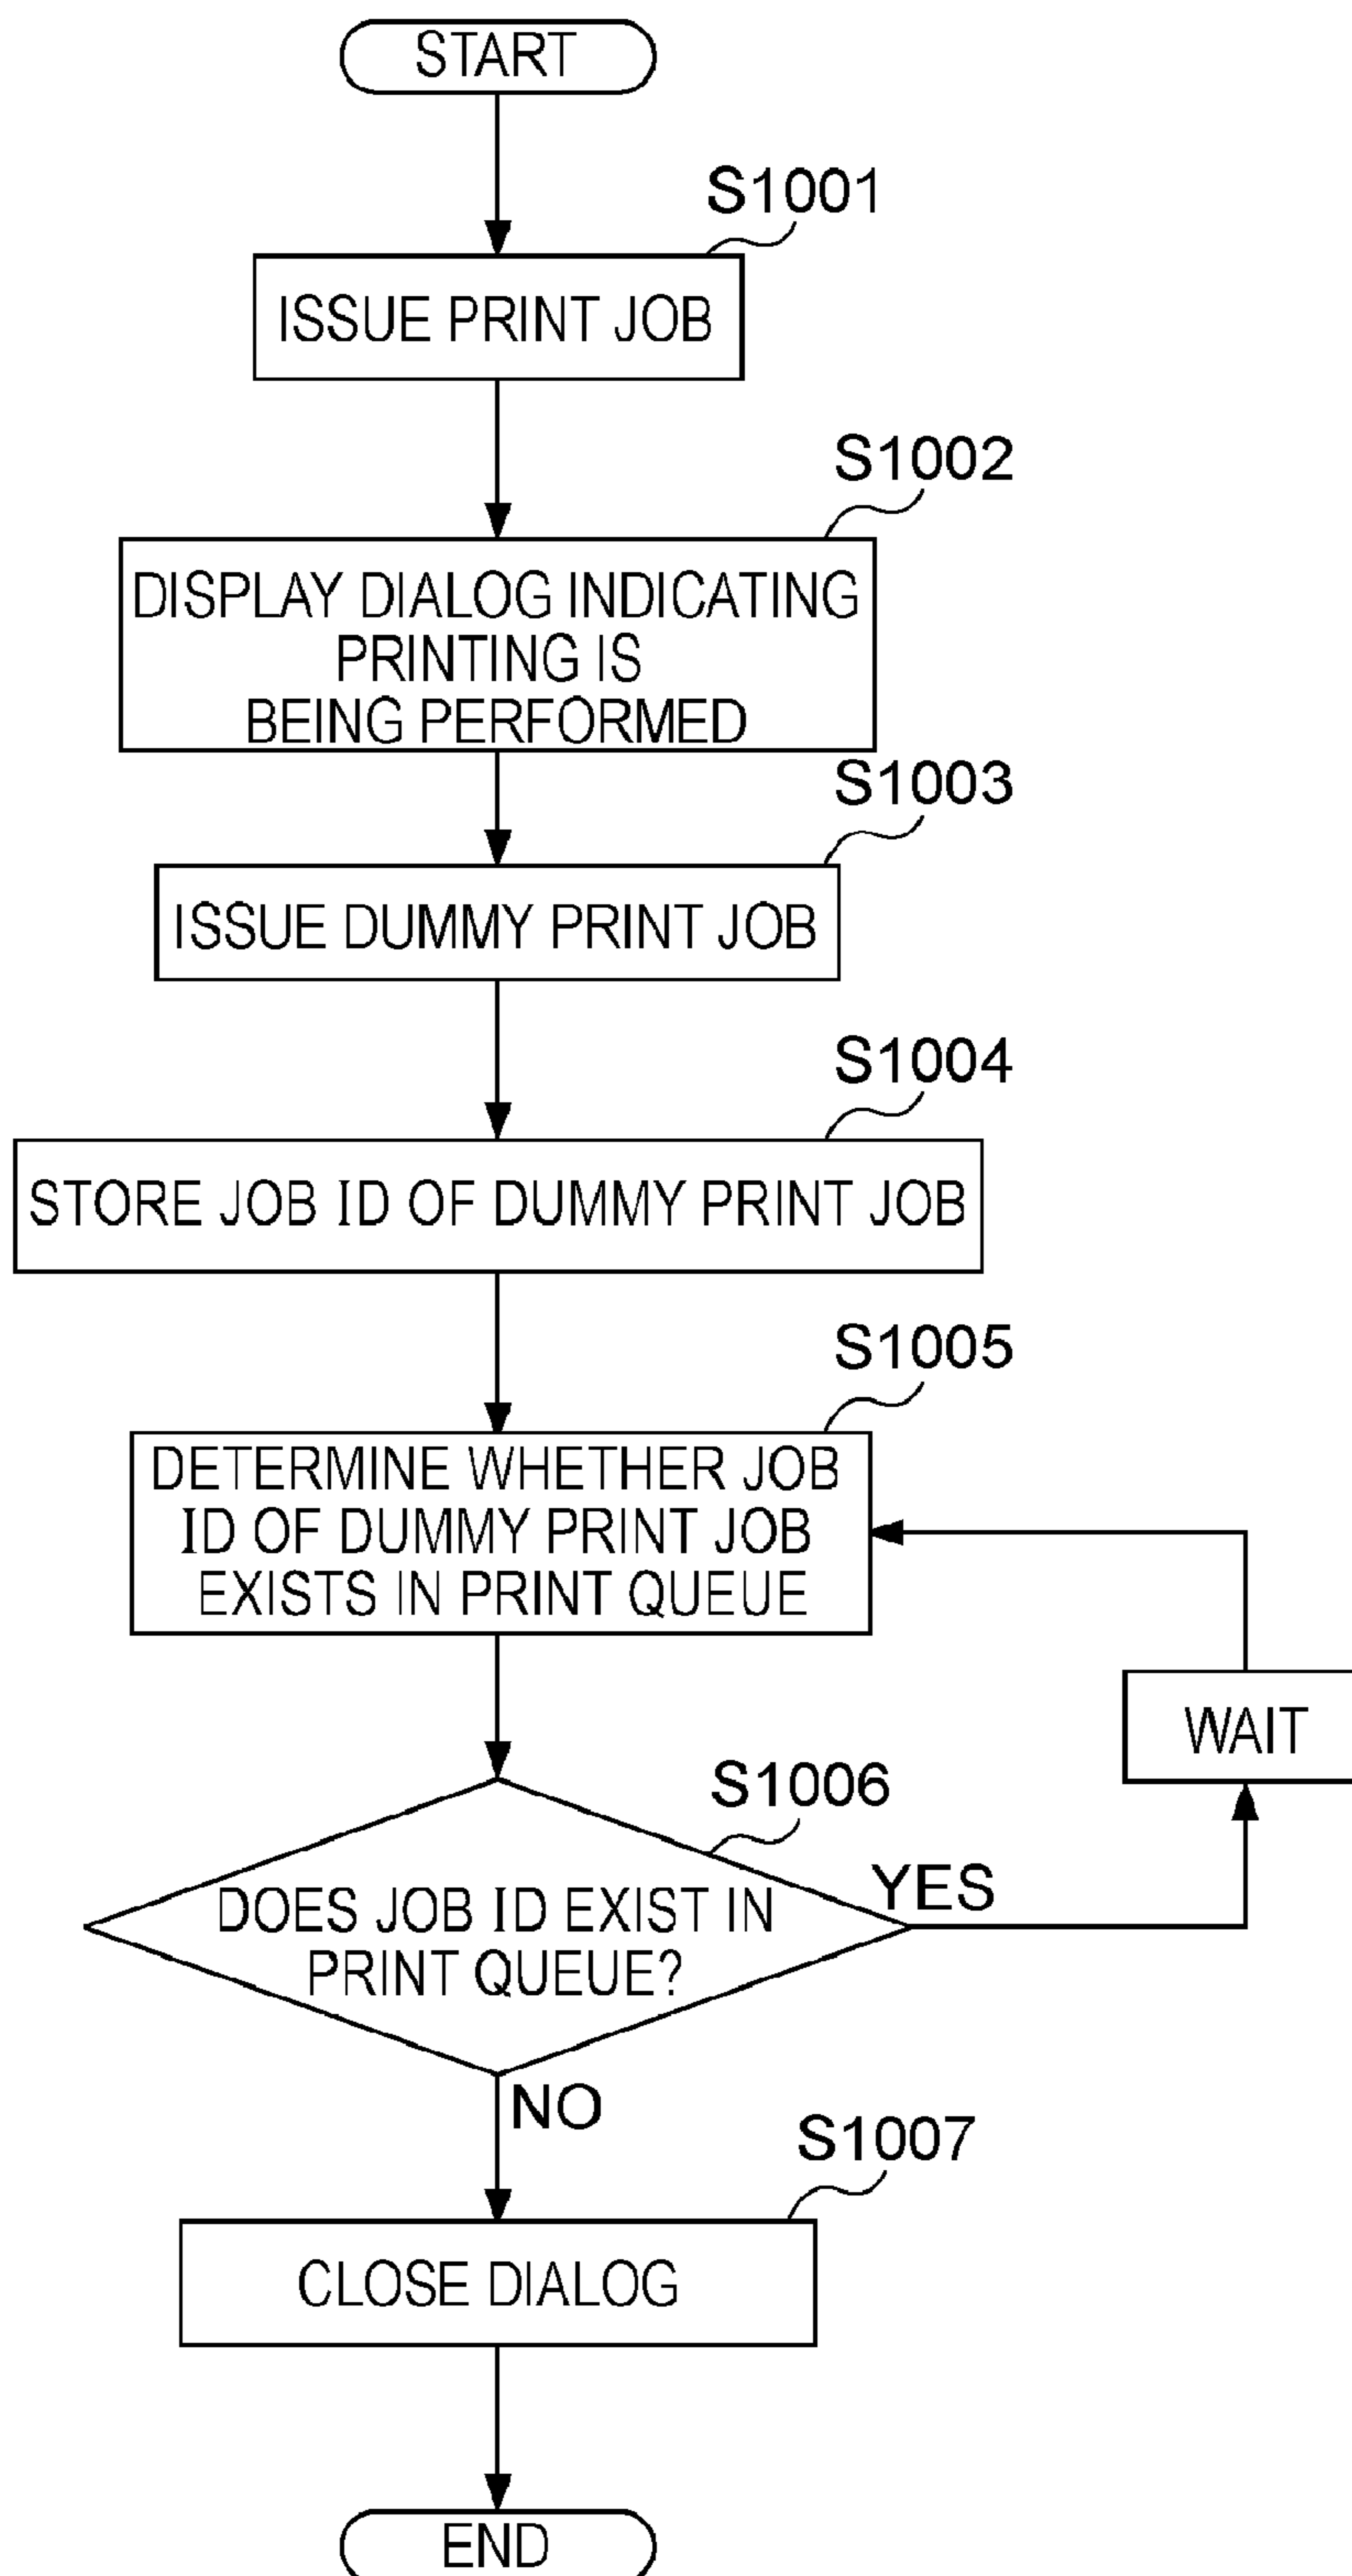 START
S1001
ISSUE PRINT JOB
S1002
DISPLAY DIALOG INDICATING
PRINTING IS
BEING PERFORMED
S1003
ISSUE DUMMY PRINT JOB
S1004
STORE JOB ID OF DUMMY PRINT JOB
S1005
DETERMINE WHETHER JOB
ID OF DUMMY PRINT JOB
EXISTS IN PRINT QUEUE
WAIT
S1006
YES
DOES JOB ID EXIST IN
PRINT QUEUE?
NO
S1007
CLOSE DIALOG
END